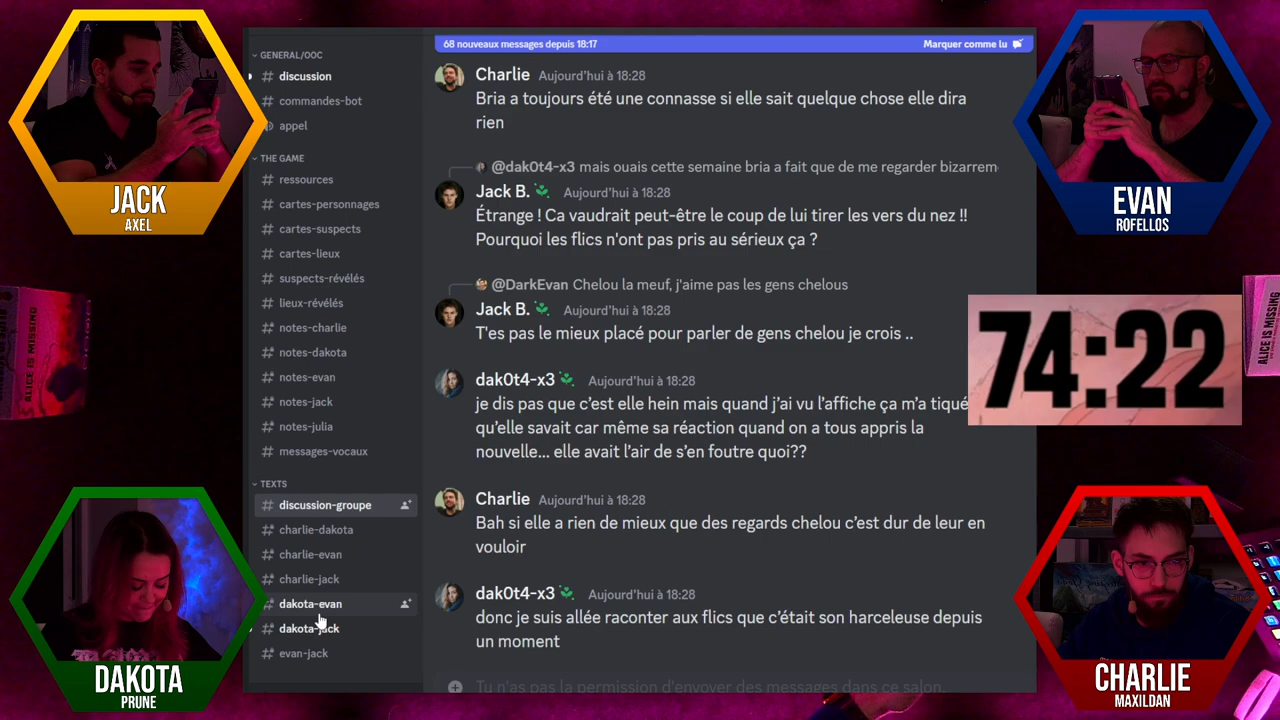 JACK
AXEL
EVAN
ROFELLOS
GENERAL/OOC
discussion
commandes-bot
appel
THE GAME
ressources
cartes-personnages
cartes-suspects
cartes-lieux
suspects-révélés
lieux-révélés
notes-charlie
notes-dakota
notes-evan
notes-jack
notes-julia
messages-vocaux
TEXTS
discussion-groupe
charlie-dakota
charlie-evan
charlie-jack
dakota-evan
dakota-jack
evan-jack
68 nouveaux messages depuis 18:17 Marquer comme lu
Charlie Aujourd'hui à 18:28
Bria a toujours été une connasse si elle sait quelque chose elle dira
rien
@dak0t4-x3 mais ouais cette semaine bria a fait que de me regarder bizarrem
Jack B. Aujourd'hui à 18:28
Étrange ! Ca vaudrait peut-être le coup de lui tirer les vers du nez !!
Pourquoi les flics n'ont pas pris au sérieux ça ?
@DarkEvan Chelou la meuf, j'aime pas les gens chelous
Jack B. Aujourd'hui à 18:28
T'es pas le mieux placé pour parler de gens chelou je crois ..
dak0t4-x3 Aujourd'hui à 18:28
je dis pas que c'est elle hein mais quand j'ai vu l'affiche ça m'a tiqué
qu'elle savait car même sa réaction quand on a tous appris la
nouvelle... elle avait l'air de s'en foutre quoi??
Charlie Aujourd'hui à 18:28
Bah si elle a rien de mieux que des regards chelou c'est dur de leur en
vouloir
dak0t4-x3 Aujourd'hui à 18:28
donc je suis allée raconter aux flics que c'était son harceleuse depuis
un moment
Tu n'as pas la permission d'envoyer des messages dans ce salon.
74:22
ALICE IS MISSING
ALICE IS MISSING
DAKOTA
PRUNE
CHARLIE
MAXILDAN